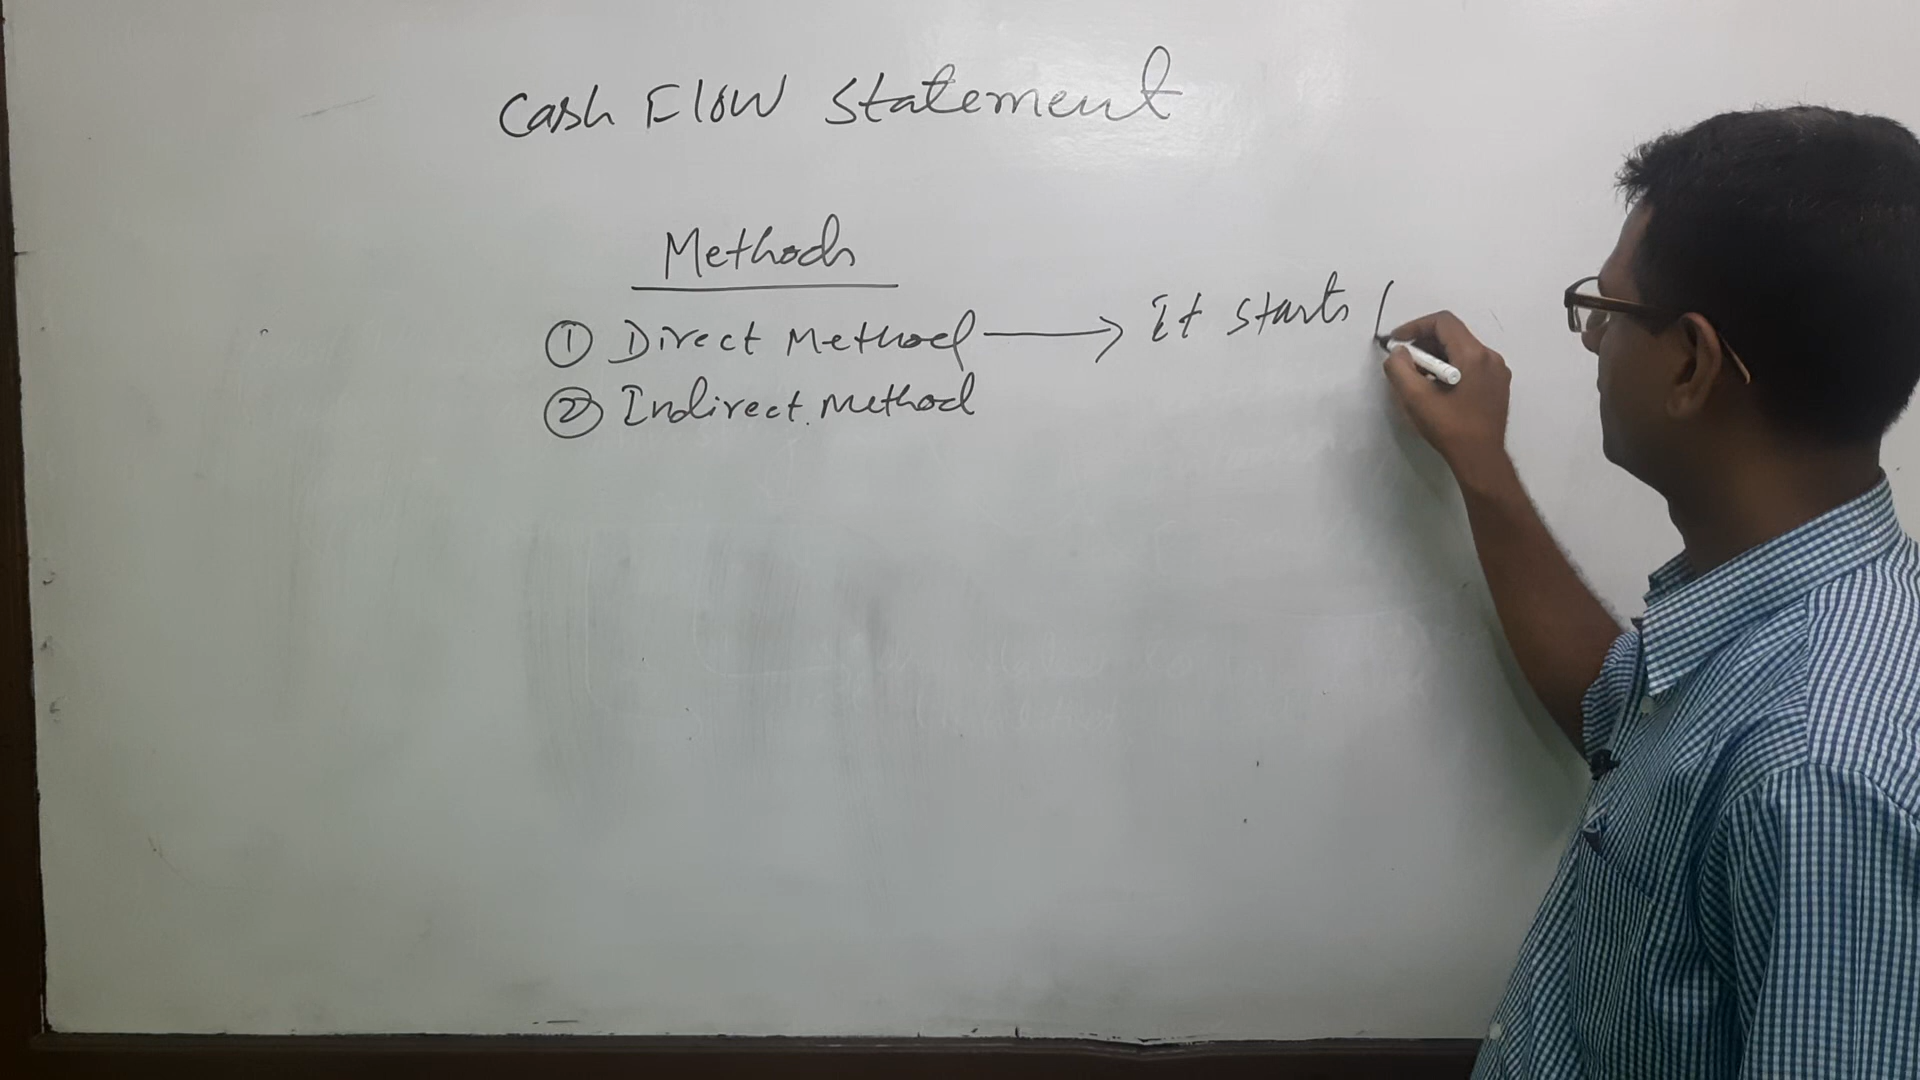 Cash Flow Statement
Methods
① Direct Method → It starts
② Indirect Method